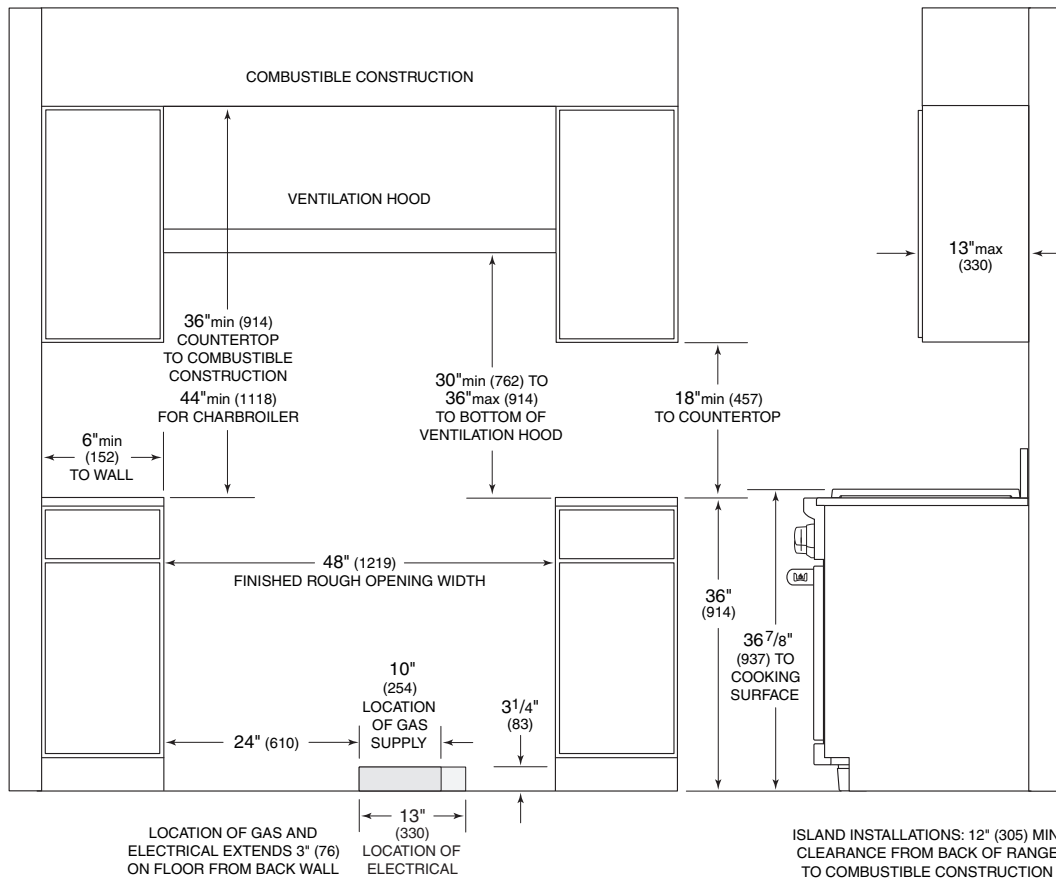 COMBUSTIBLE CONSTRUCTION
VENTILATION HOOD
13"max
(330)
36"min (914)
COUNTERTOP
TO COMBUSTIBLE
CONSTRUCTION
44"min (1118)
FOR CHARBROILER
30"min (762) TO
36"max (914)
TO BOTTOM OF
VENTILATION HOOD
18"min (457)
TO COUNTERTOP
6"min
(152)
TO WALL
48" (1219)
FINISHED ROUGH OPENING WIDTH
36"
(914)
36 7/8"
(937) TO
COOKING
SURFACE
10"
(254)
LOCATION
OF GAS
SUPPLY
3 1/4"
(83)
24" (610)
13"
(330)
LOCATION OF
ELECTRICAL
LOCATION OF GAS AND
ELECTRICAL EXTENDS 3" (76)
ON FLOOR FROM BACK WALL
ISLAND INSTALLATIONS: 12" (305) MIN
CLEARANCE FROM BACK OF RANGE
TO COMBUSTIBLE CONSTRUCTION